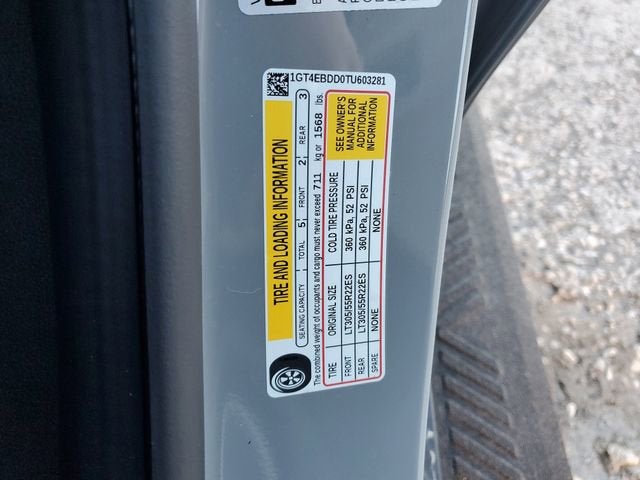 1GT4EBDD0TU603281
TIRE AND LOADING INFORMATION
SEATING CAPACITY TOTAL 5 FRONT 2 REAR 3
The combined weight of occupants and cargo must never exceed 711 kg or 1568 lbs.
TIRE ORIGINAL SIZE COLD TIRE PRESSURE
FRONT LT305/55R22ES 360 kPa, 52 PSI
REAR LT305/55R22ES 360 kPa, 52 PSI
SPARE NONE NONE
SEE OWNER'S
MANUAL FOR
ADDITIONAL
INFORMATION